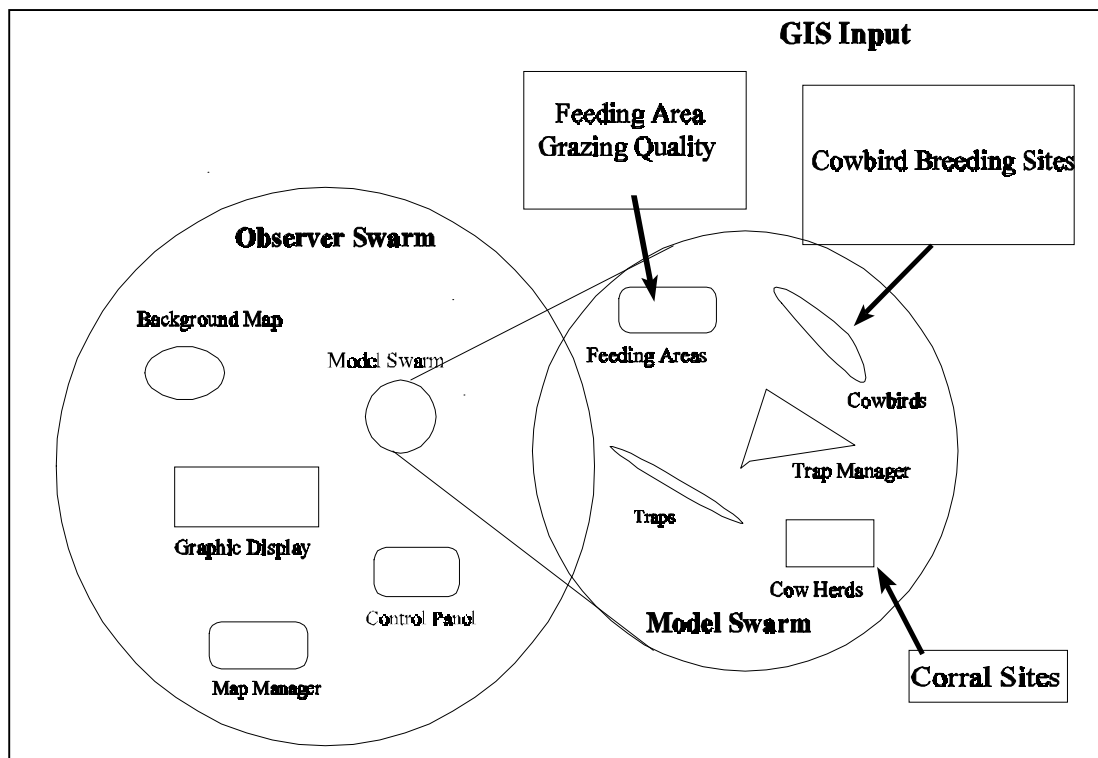 GIS Input
Feeding Area
Grazing Quality
Cowbird Breeding Sites
Observer Swarm
Background Map
Model Swarm
Graphic Display
Control Panel
Map Manager
Feeding Areas
Cowbirds
Trap Manager
Traps
Cow Herds
Model Swarm
Corral Sites